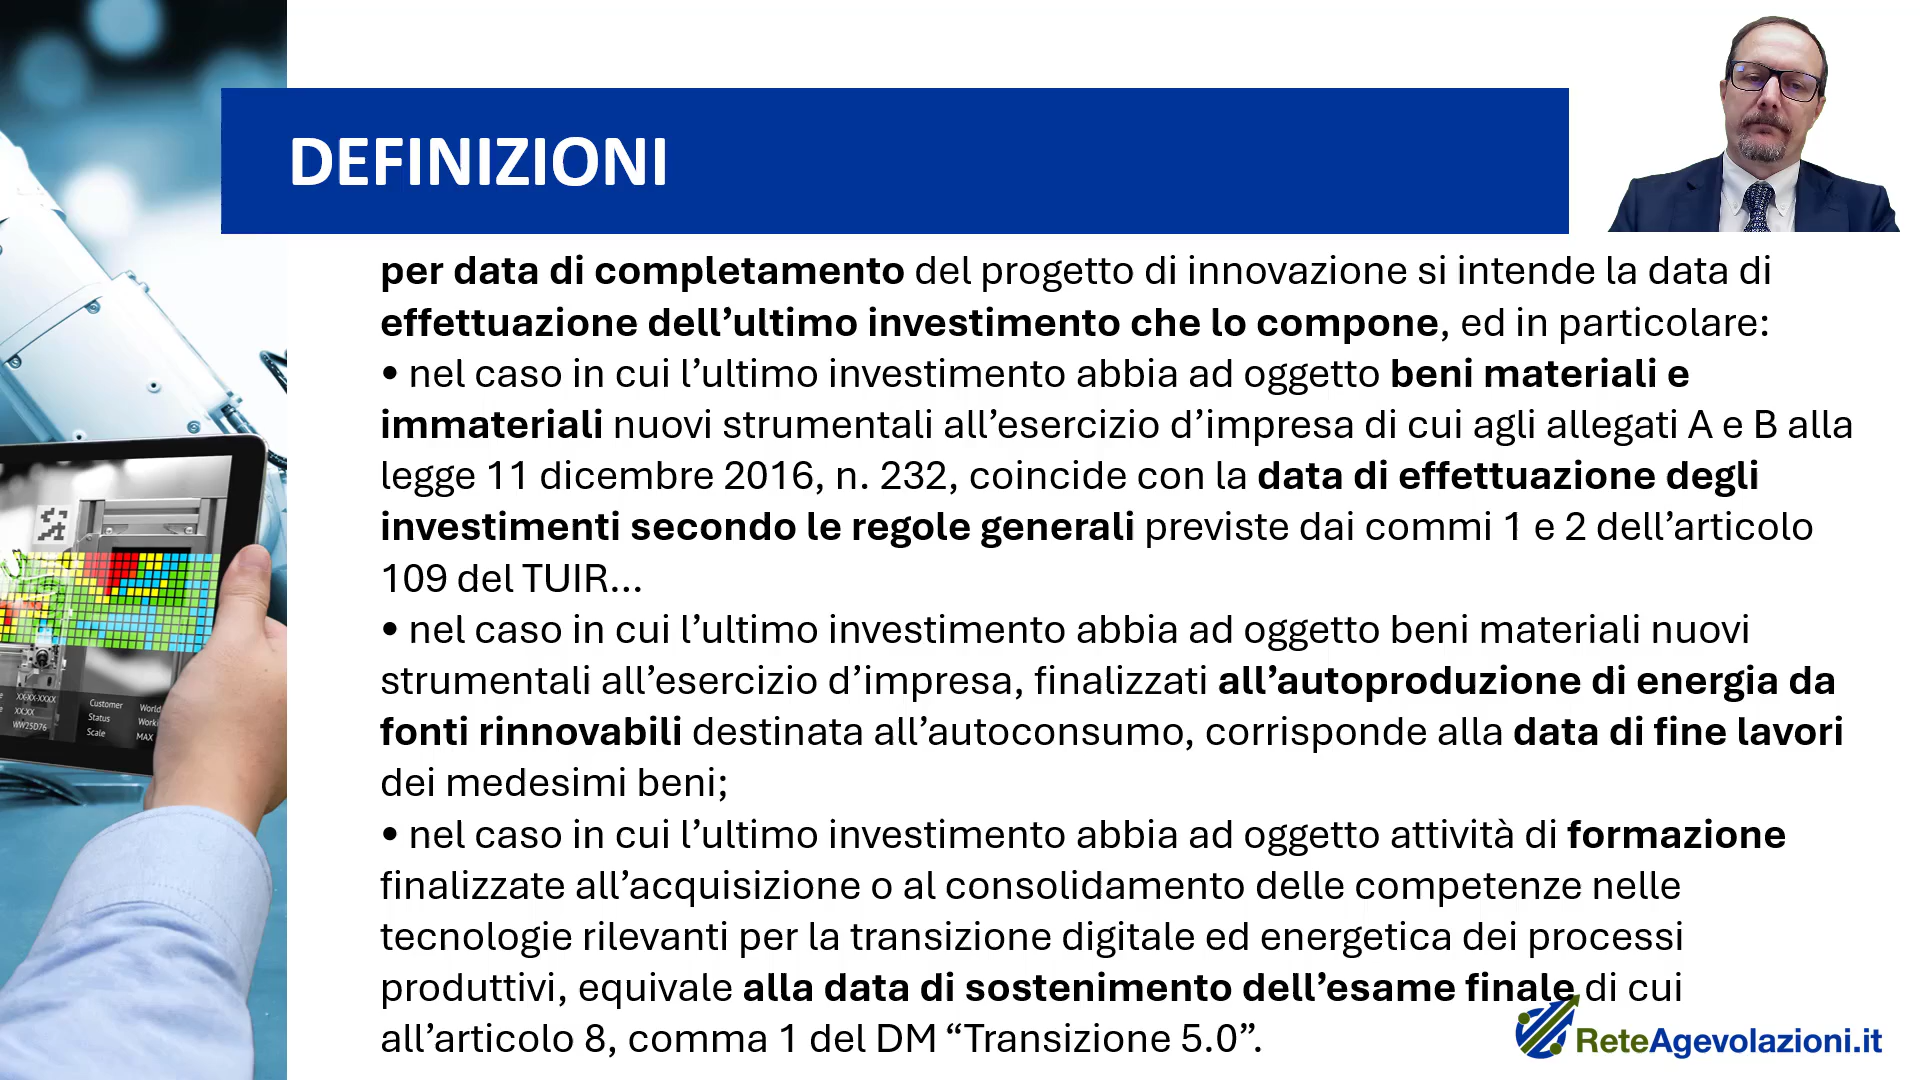 DEFINIZIONI
per data di completamento del progetto di innovazione si intende la data di
effettuazione dell’ultimo investimento che lo compone, ed in particolare:
• nel caso in cui l’ultimo investimento abbia ad oggetto beni materiali e
immateriali nuovi strumentali all’esercizio d’impresa di cui agli allegati A e B alla
legge 11 dicembre 2016, n. 232, coincide con la data di effettuazione degli
investimenti secondo le regole generali previste dai commi 1 e 2 dell’articolo
109 del TUIR...
• nel caso in cui l’ultimo investimento abbia ad oggetto beni materiali nuovi
strumentali all’esercizio d’impresa, finalizzati all’autoproduzione di energia da
fonti rinnovabili destinata all’autoconsumo, corrisponde alla data di fine lavori
dei medesimi beni;
• nel caso in cui l’ultimo investimento abbia ad oggetto attività di formazione
finalizzate all’acquisizione o al consolidamento delle competenze nelle
tecnologie rilevanti per la transizione digitale ed energetica dei processi
produttivi, equivale alla data di sostenimento dell’esame finale di cui
all’articolo 8, comma 1 del DM “Transizione 5.0”.
ReteAgevolazioni.it
XX-XX-XXXX
XX:XX
WW25D76
Customer
Status
Scale
MAX